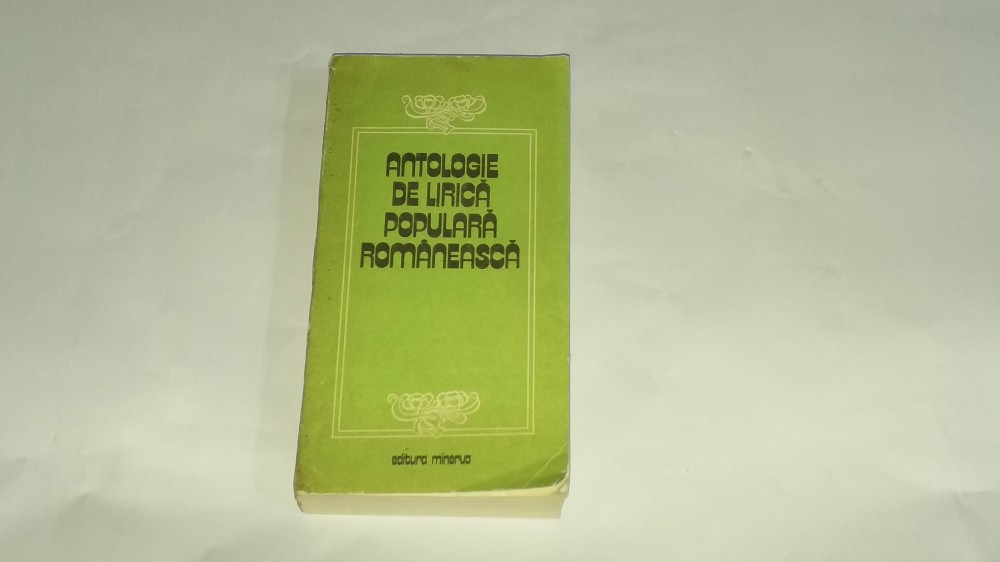 ANTOLOGIE
DE LIRICĂ
POPULARĂ
ROMÂNEASCĂ
editura minerva